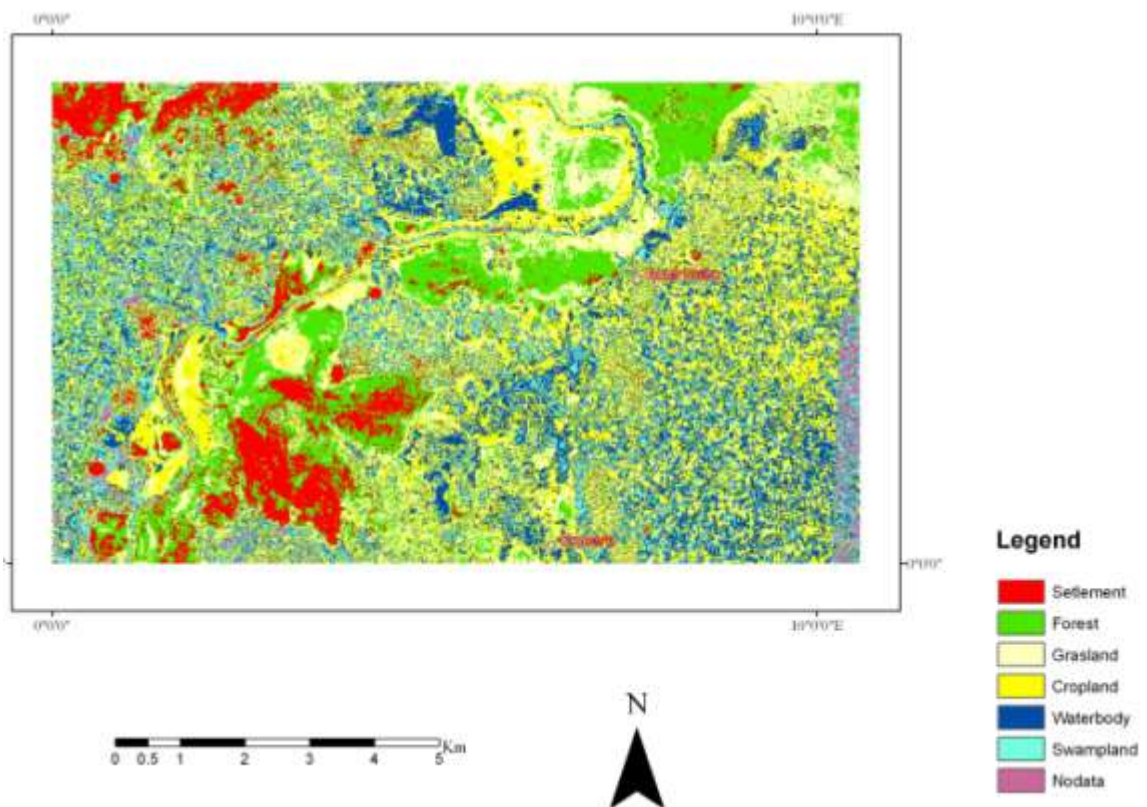 0°0'0"
10°0'0"E
0°0'0"
0°0'0"
10°0'0"E
Legend
Setlement
Forest
Grasland
Cropland
Waterbody
Swampland
Nodata
N
0 0.5 1 2 3 4 5 Km